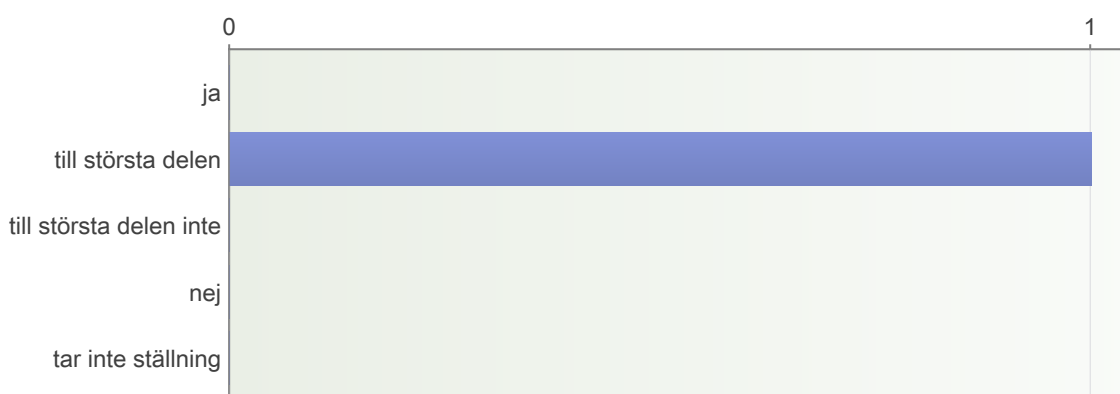 0 1
ja
till största delen
till största delen inte
nej
tar inte ställning